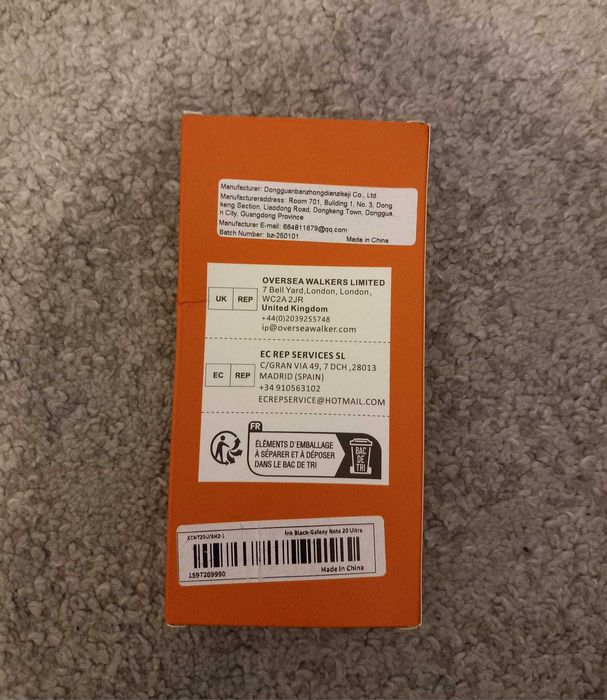 Manufacturer: Dongguanbanzhongdianzikeji Co., Ltd
Manufactureraddress: Room 701, Building 1, No. 3, Dong
keng Section, Liaodong Road, Dongkeng Town, Donggua
n City, Guangdong Province
Manufacturer E-mail: 664811679@qq.com
Batch Number: bz-250101 Made in China
UK REP
OVERSEA WALKERS LIMITED
7 Bell Yard,London, London,
WC2A 2JR
United Kingdom
+44(0)2039255748
ip@overseawalker.com
EC REP
EC REP SERVICES SL
C/GRAN VIA 49, 7 DCH ,28013
MADRID (SPAIN)
+34 910563102
ECREPSERVICE@HOTMAIL.COM
FR
ÉLÉMENTS D'EMBALLAGE
À SÉPARER ET À DÉPOSER
DANS LE BAC DE TRI
BAC
DE
TRI
Ink Black-Galaxy Note 20 Ultra
1597209990 Made in China